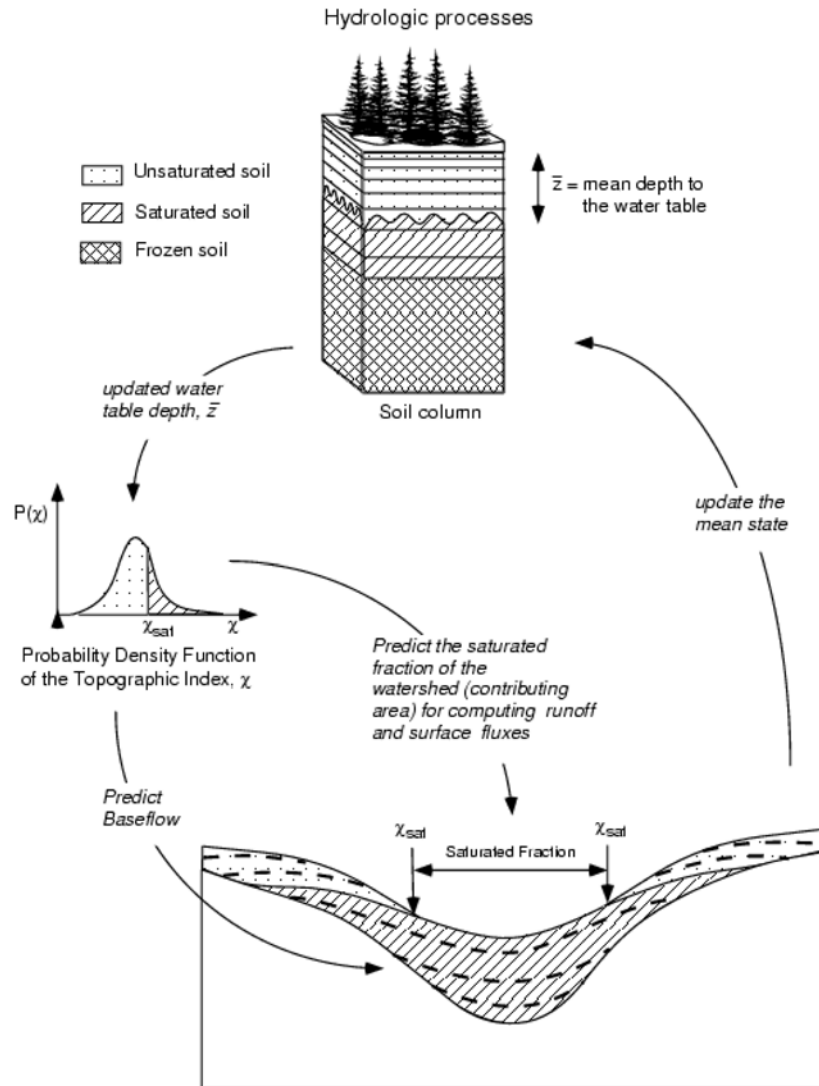 Hydrologic processes
Unsaturated soil
Saturated soil
Frozen soil
z̄ = mean depth to
the water table
Soil column
updated water
table depth, z̄
update the
mean state
P(χ)
χsat
χ
Probability Density Function
of the Topographic Index, χ
Predict the saturated
fraction of the
watershed (contributing
area) for computing runoff
and surface fluxes
Predict
Baseflow
χsat
Saturated Fraction
χsat